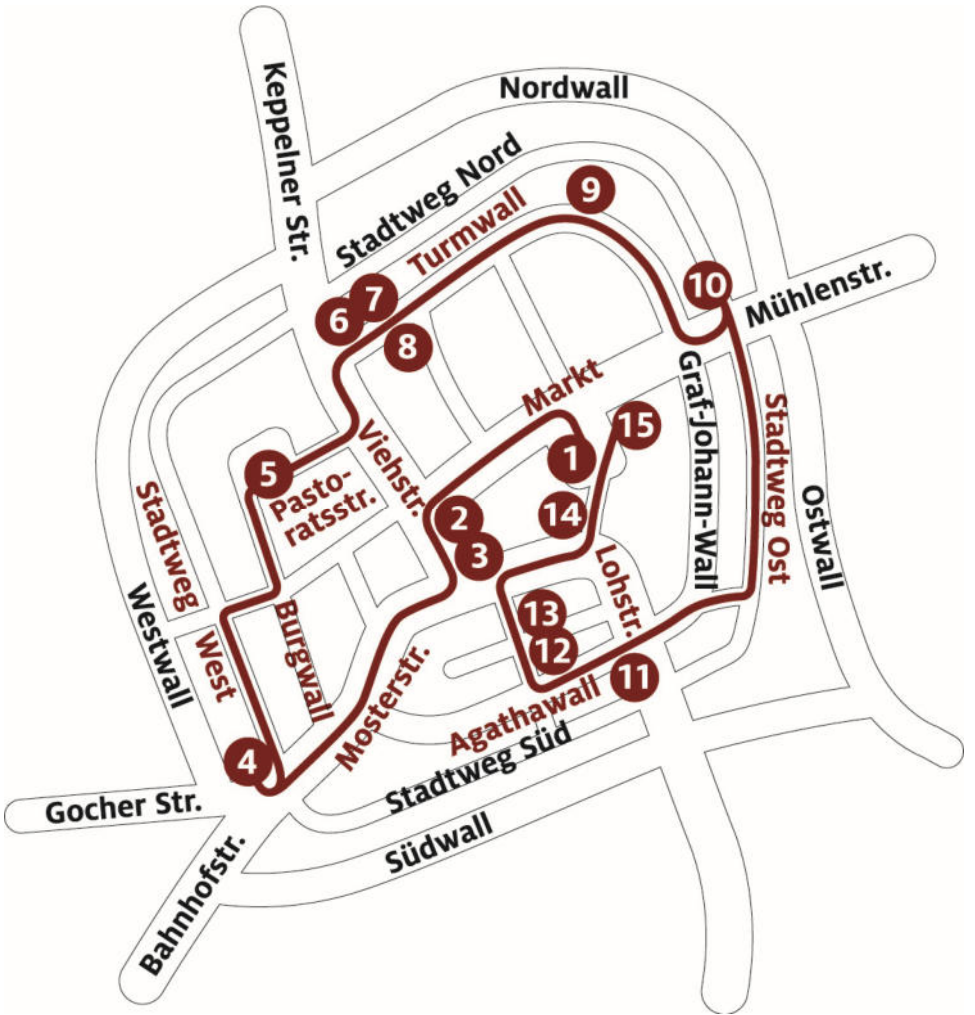 Nordwall
Keppelner Str.
Stadtweg Nord
Turmwall
9
10
Mühlenstr.
7
6
8
Markt
Graf-Johann-Wall
Stadtweg Ost
Ostwall
15
1
Viehstr.
5
Pasto-
ratsstr.
2
14
3
Stadtweg
West
Westwall
Burgwall
Lohstr.
13
12
11
Mosterstr.
Agathawall
Stadtweg Süd
4
Gocher Str.
Südwall
Bahnhofstr.